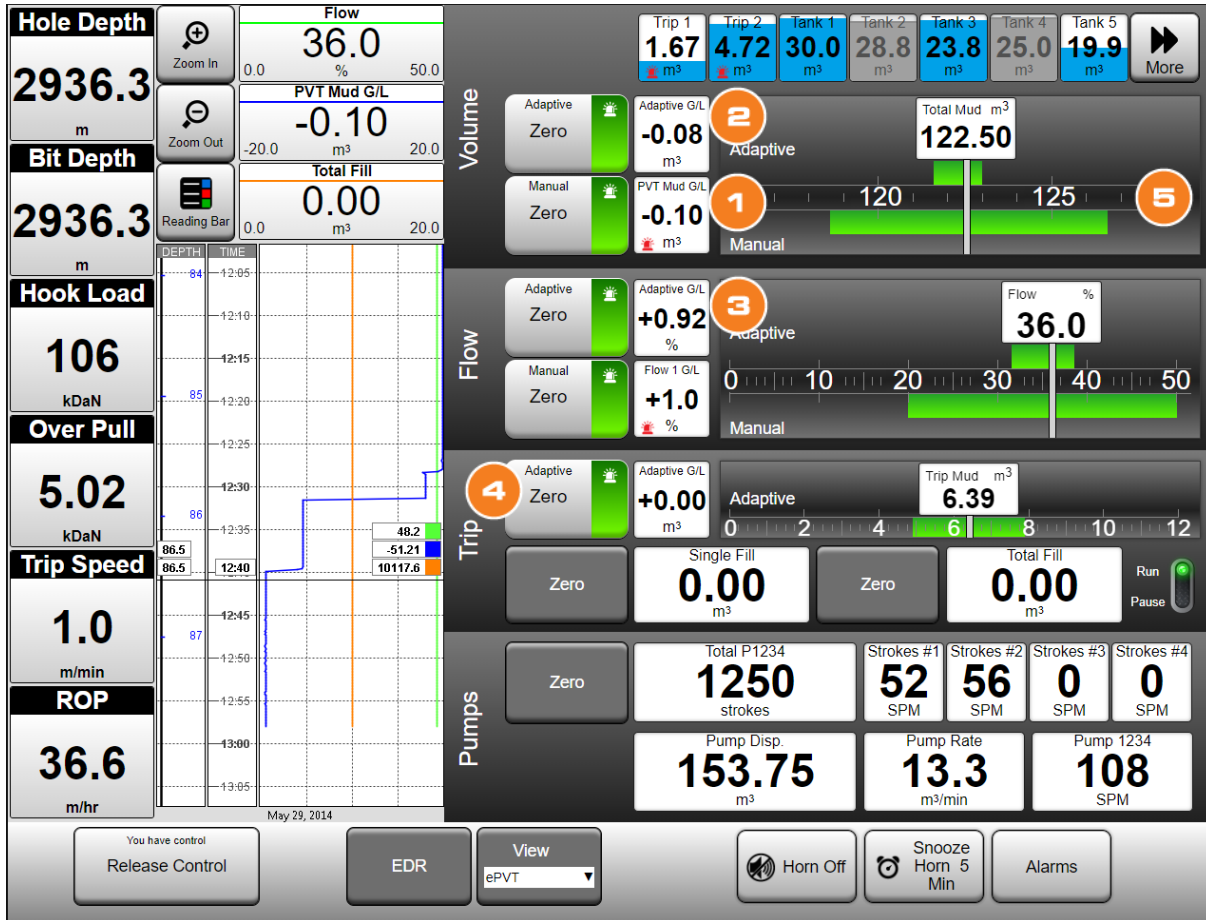 Hole Depth
2936.3
m
Bit Depth
2936.3
m
Hook Load
106
kDaN
Over Pull
5.02
kDaN
Trip Speed
1.0
m/min
ROP
36.6
m/hr
Zoom In
Zoom Out
Reading Bar
Flow
36.0
0.0 % 50.0
PVT Mud G/L
-0.10
-20.0 m³ 20.0
Total Fill
0.00
0.0 m³ 20.0
DEPTH TIME
84 12:05
12:10
12:15
85 12:20
12:25
12:30
86
12:35
48.2
86.5 -51.21
86.5 12:40 10117.6
12:45
87
12:50
12:55
13:00
13:05
May 29, 2014
Volume
Trip 1 Trip 2 Tank 1 Tank 2 Tank 3 Tank 4 Tank 5
1.67 4.72 30.0 28.8 23.8 25.0 19.9
m³ m³ m³ m³ m³ m³ m³
More
Adaptive
Zero
Adaptive G/L
-0.08
m³
2
Adaptive
Total Mud m³
122.50
Manual
Zero
PVT Mud G/L
-0.10
m³
1
120 125
5
Manual
Flow
Adaptive
Zero
Adaptive G/L
+0.92
%
3
Adaptive
Flow %
36.0
Manual
Zero
Flow 1 G/L
+1.0
%
0 10 20 30 40 50
Manual
Trip
4
Adaptive
Zero
Adaptive G/L
+0.00
m³
Adaptive
Trip Mud m³
6.39
0 2 4 6 8 10 12
Zero
Single Fill
0.00
m³
Zero
Total Fill
0.00
m³
Run
Pause
Pumps
Zero
Total P1234
1250
strokes
Strokes #1 Strokes #2 Strokes #3 Strokes #4
52 56 0 0
SPM SPM SPM SPM
Pump Disp.
153.75
m³
Pump Rate
13.3
m³/min
Pump 1234
108
SPM
You have control
Release Control
EDR
View
ePVT
Horn Off
Snooze
Horn 5
Min
Alarms